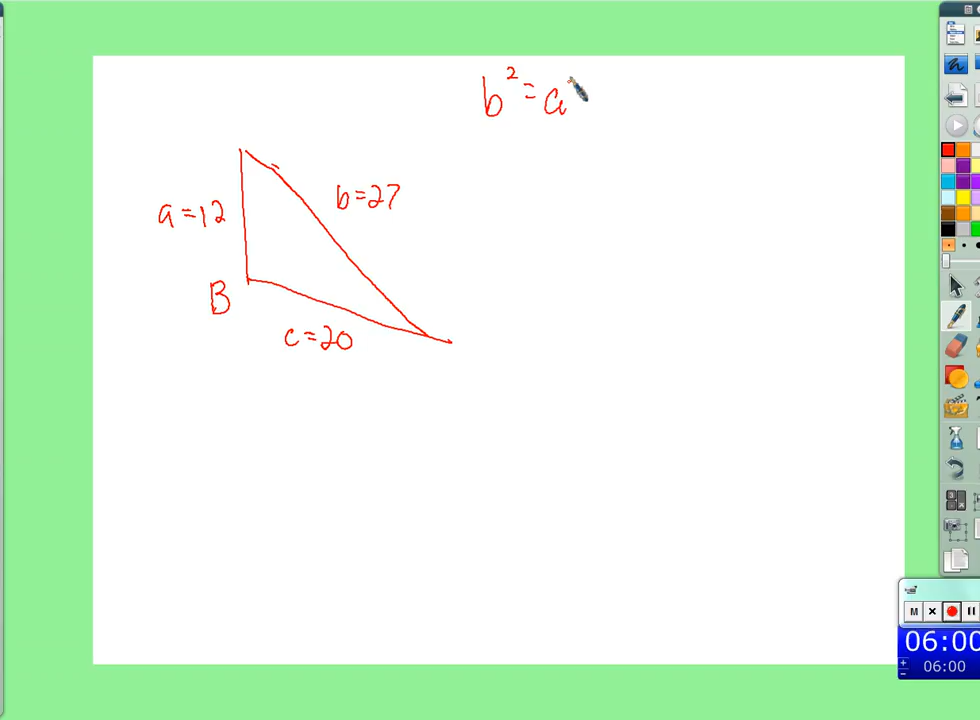 b² = a
a = 12
b = 27
B
c = 20
M
06:00
06:00